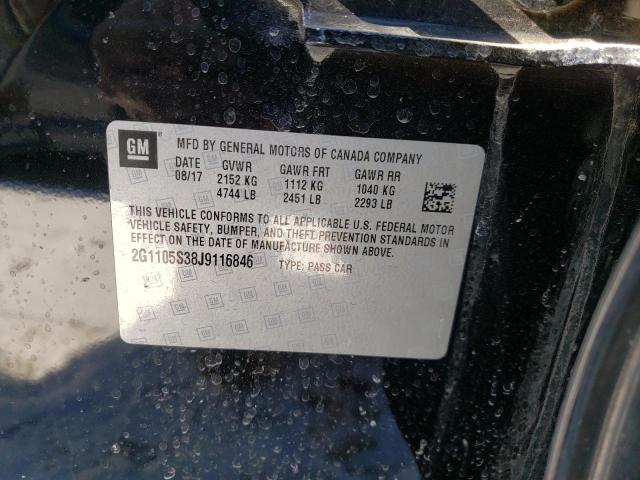 GM
MFD BY GENERAL MOTORS OF CANADA COMPANY
DATE GVWR GAWR FRT GAWR RR
08/17 2152 KG 1112 KG 1040 KG
4744 LB 2451 LB 2293 LB
THIS VEHICLE CONFORMS TO ALL APPLICABLE U.S. FEDERAL MOTOR
VEHICLE SAFETY, BUMPER, AND THEFT PREVENTION STANDARDS IN
EFFECT ON THE DATE OF MANUFACTURE SHOWN ABOVE.
2G1105S38J9116846 TYPE: PASS CAR